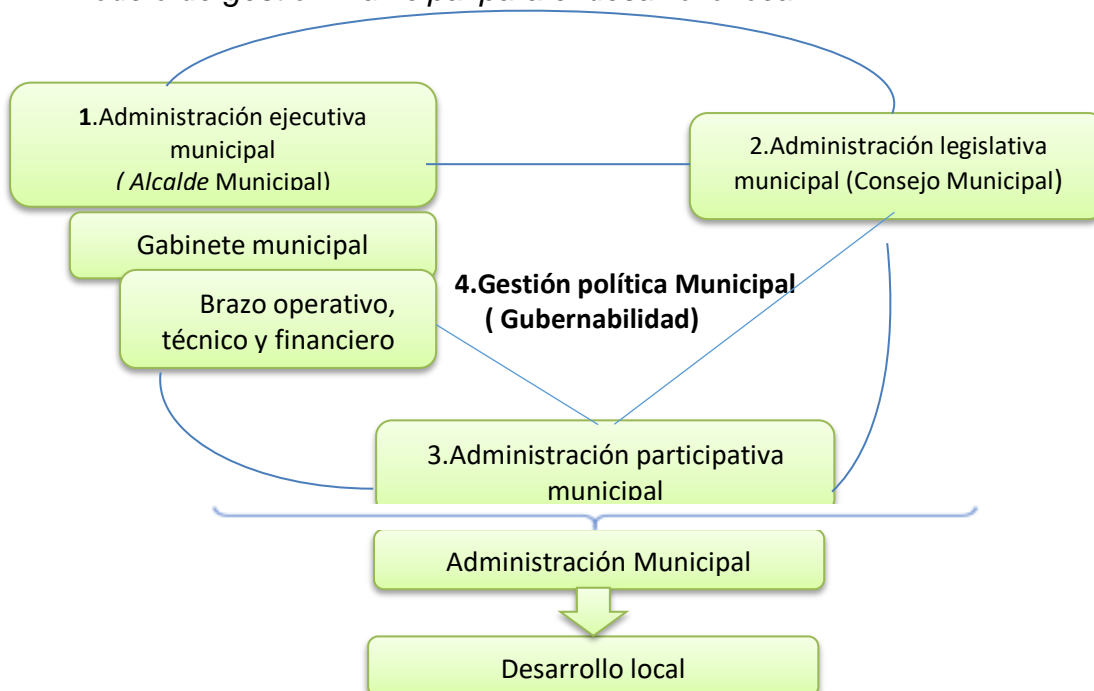 1.Administración ejecutiva
municipal
( Alcalde Municipal)
2.Administración legislativa
municipal (Consejo Municipal)
Gabinete municipal
4.Gestión política Municipal
( Gubernabilidad)
Brazo operativo,
técnico y financiero
3.Administración participativa
municipal
Administración Municipal
Desarrollo local